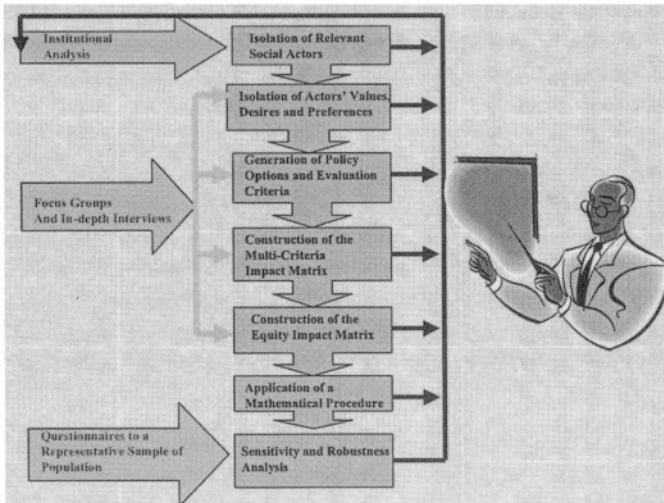 Institutional
Analysis
Isolation of Relevant
Social Actors
Isolation of Actors' Values,
Desires and Preferences
Generation of Policy
Options and Evaluation
Criteria
Focus Groups
And In-depth Interviews
Construction of the
Multi-Criteria
Impact Matrix
Construction of the
Equity Impact Matrix
Application of a
Mathematical Procedure
Questionnaires to a
Representative Sample of
Population
Sensitivity and Robustness
Analysis